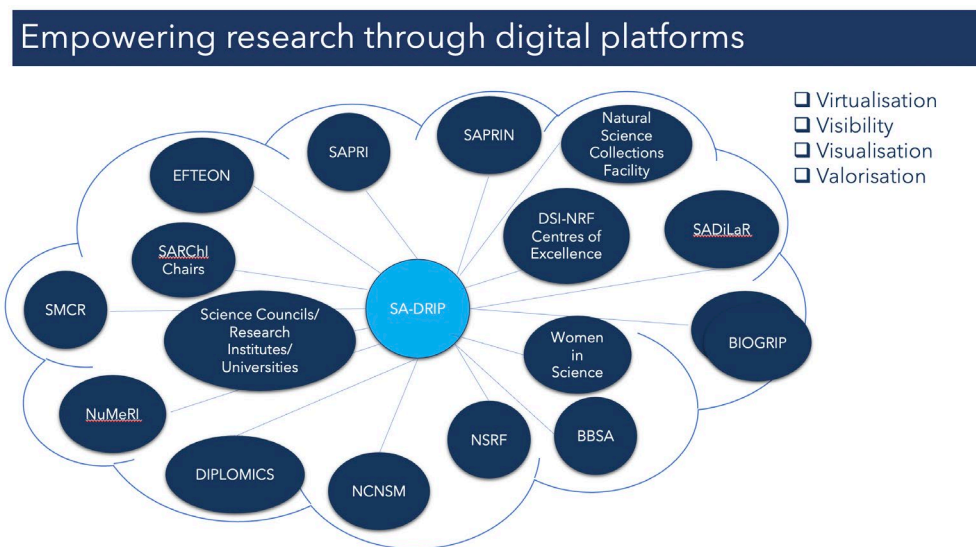 Empowering research through digital platforms
Virtualisation
Visibility
Visualisation
Valorisation
SAPRIN
Natural
Science
Collections
Facility
SAPRI
EFTEON
DSI-NRF
Centres of
Excellence
SADiLaR
SARChI
Chairs
SMCR
SA-DRIP
Science Councils/
Research
Institutes/
Universities
Women
in
Science
BIOGRIP
NuMeRI
NSRF
BBSA
DIPLOMICS
NCNSM